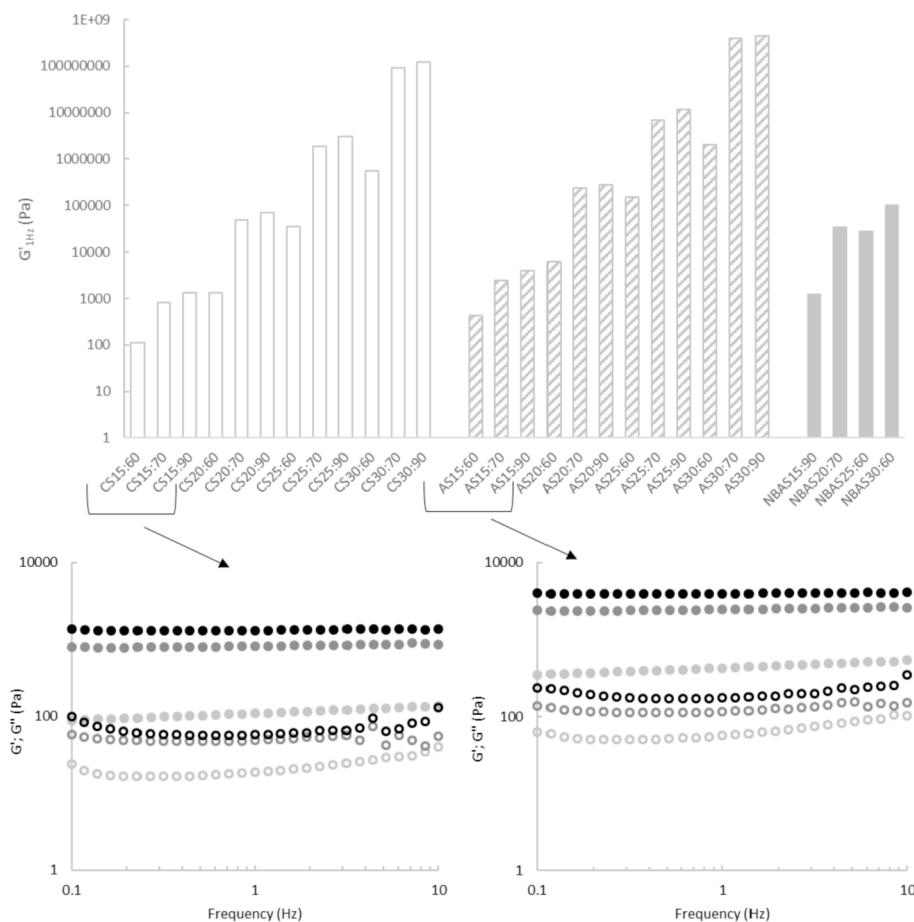 1E+09
100000000
10000000
1000000
100000
10000
1000
100
10
1
G'1Hz (Pa)
CS15:60
CS15:70
CS15:90
CS20:60
CS20:70
CS20:90
CS25:60
CS25:70
CS25:90
CS30:60
CS30:70
CS30:90
AS15:60
AS15:70
AS15:90
AS20:60
AS20:70
AS20:90
AS25:60
AS25:70
AS25:90
AS30:60
AS30:70
AS30:90
NBAS15:90
NBAS20:70
NBAS25:60
NBAS30:60
10000
100
1
G'; G'' (Pa)
0.1
1
10
Frequency (Hz)
10000
100
1
G'; G'' (Pa)
0.1
1
10
Frequency (Hz)